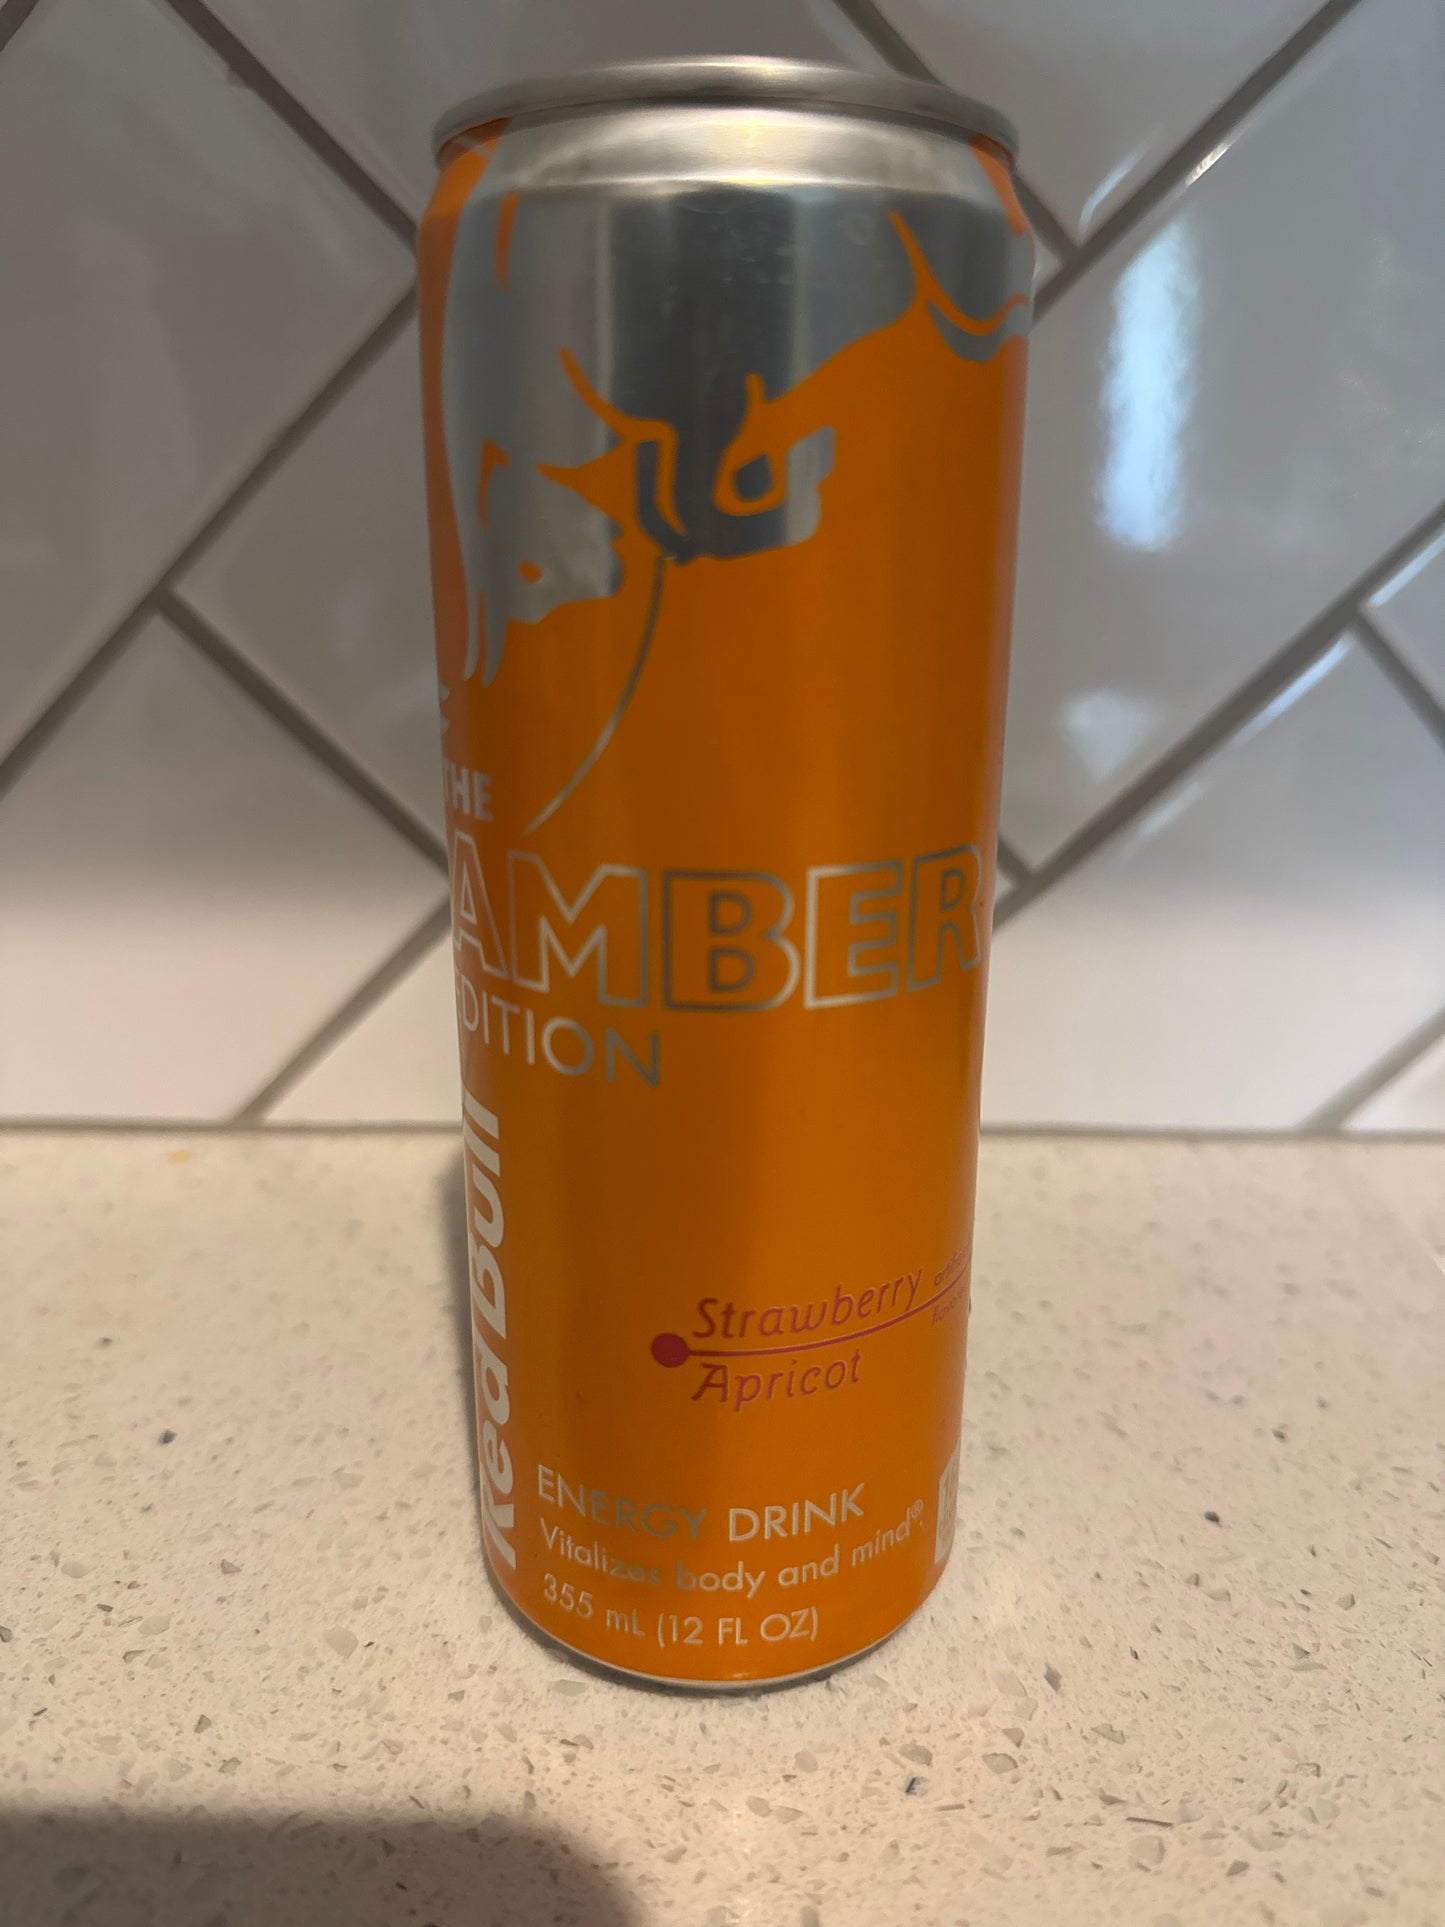 THE
AMBER
EDITION
Red Bull
Strawberry
Apricot
ENERGY DRINK
Vitalizes body and mind®
355 mL (12 FL OZ)